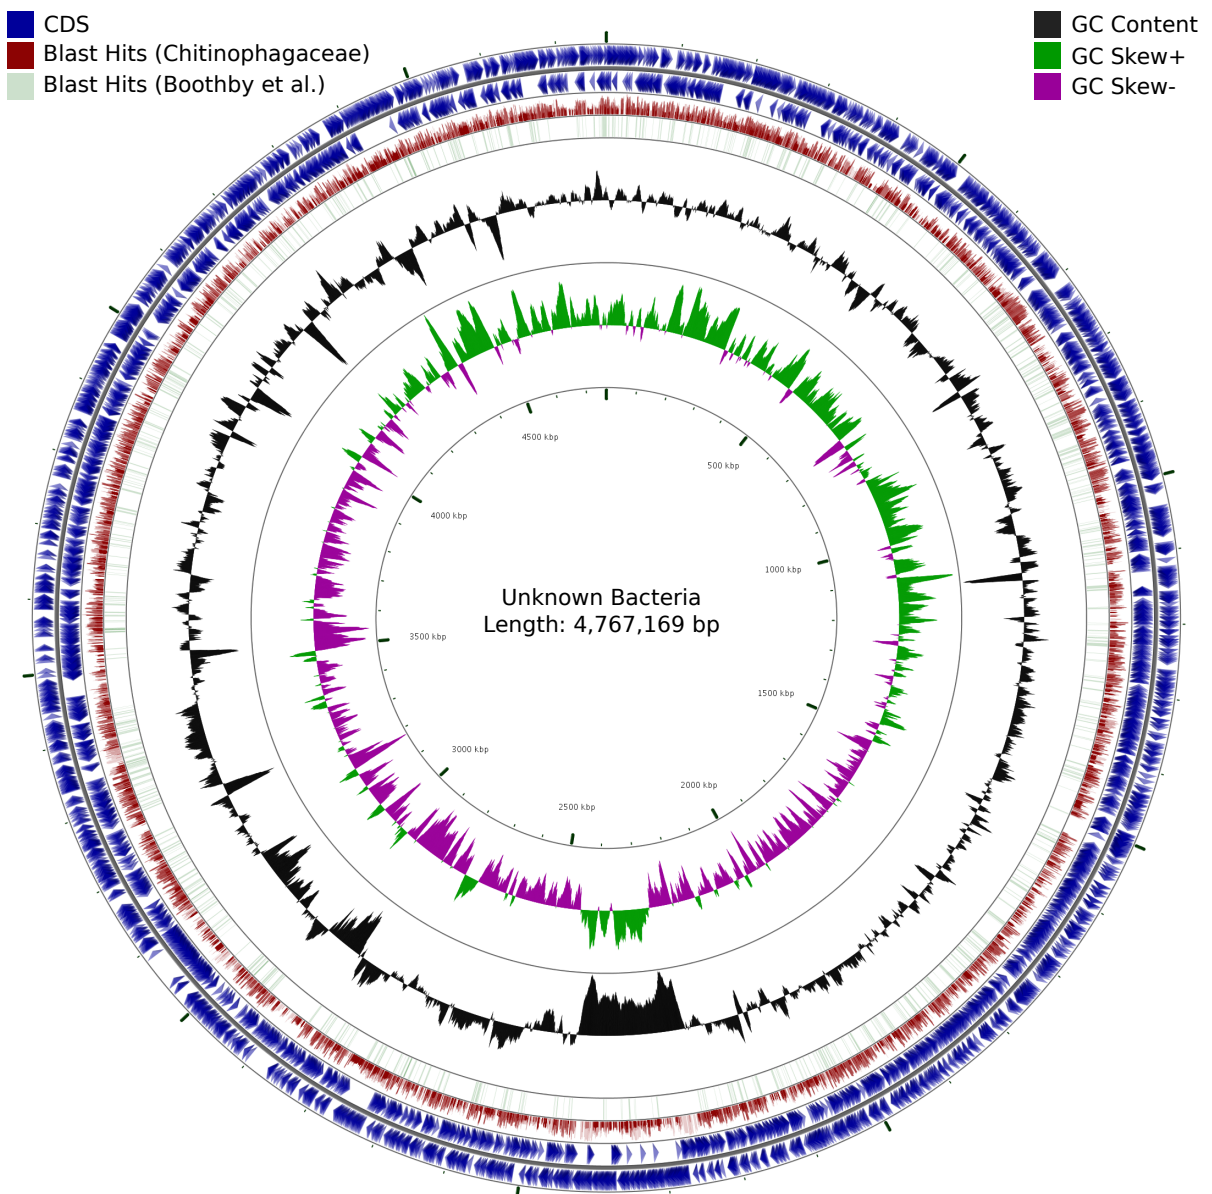 CDS
Blast Hits (Chitinophagaceae)
Blast Hits (Boothby et al.)
GC Content
GC Skew+
GC Skew-
4500 kbp
500 kbp
4000 kbp
1000 kbp
Unknown Bacteria
Length: 4,767,169 bp
3500 kbp
1500 kbp
3000 kbp
2000 kbp
2500 kbp